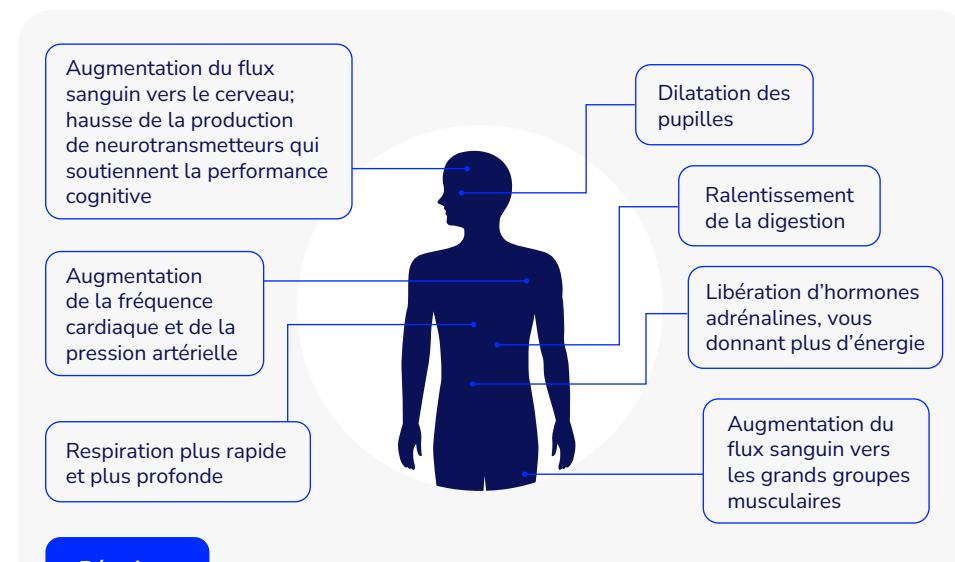 Augmentation du flux
sanguin vers le cerveau;
hausse de la production
de neurotransmetteurs qui
soutiennent la performance
cognitive
Dilatation des
pupilles
Ralentissement
de la digestion
Augmentation
de la fréquence
cardiaque et de la
pression artérielle
Libération d’hormones
adrénalines, vous
donnant plus d’énergie
Respiration plus rapide
et plus profonde
Augmentation du
flux sanguin vers
les grands groupes
musculaires